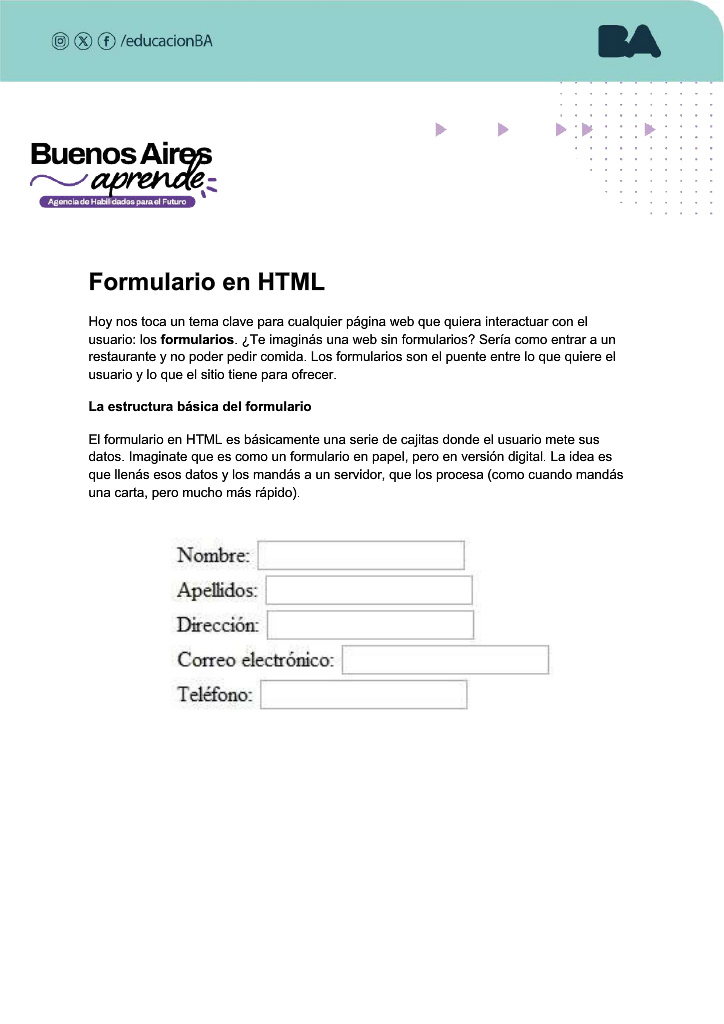 /educacionBA
BA
Buenos Aires
aprende
Agencia de Habilidades para el Futuro
Formulario en HTML
Hoy nos toca un tema clave para cualquier página web que quiera interactuar con el
usuario: los formularios. ¿Te imaginás una web sin formularios? Sería como entrar a un
restaurante y no poder pedir comida. Los formularios son el puente entre lo que quiere el
usuario y lo que el sitio tiene para ofrecer.
La estructura básica del formulario
El formulario en HTML es básicamente una serie de cajitas donde el usuario mete sus
datos. Imaginate que es como un formulario en papel, pero en versión digital. La idea es
que llenás esos datos y los mandás a un servidor, que los procesa (como cuando mandás
una carta, pero mucho más rápido).
Nombre:
Apellidos:
Dirección:
Correo electrónico:
Teléfono: